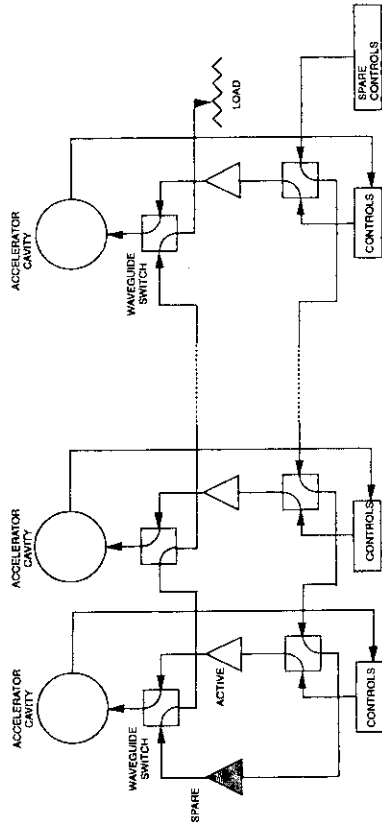 ACCELERATOR
CAVITY
ACCELERATOR
CAVITY
ACCELERATOR
CAVITY
WAVEGUIDE
SWITCH
WAVEGUIDE
SWITCH
LOAD
SPARE
ACTIVE
CONTROLS
CONTROLS
CONTROLS
SPARE
CONTROLS